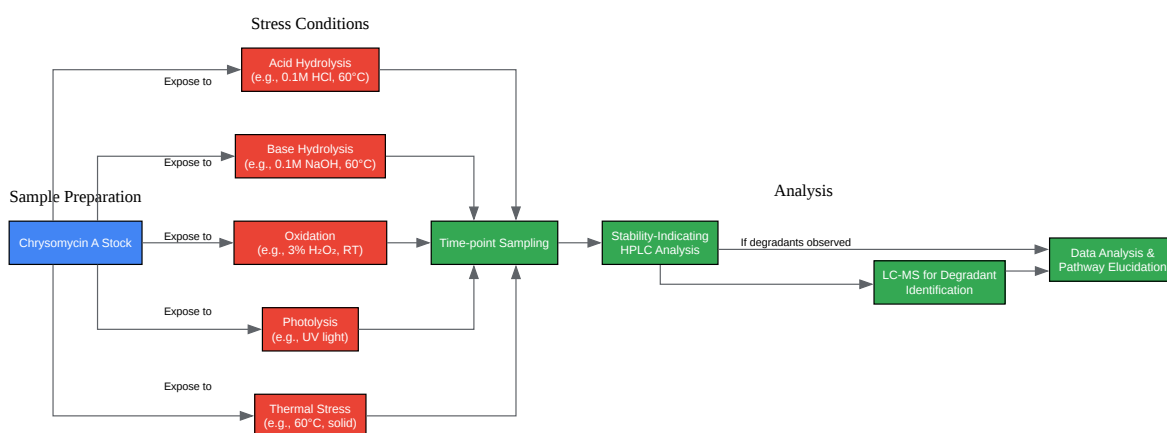 Stress Conditions
Acid Hydrolysis
(e.g., 0.1M HCl, 60°C)
Expose to
Base Hydrolysis
(e.g., 0.1M NaOH, 60°C)
Expose to
Sample Preparation
Analysis
Chrysomycin A Stock
Expose to
Oxidation
(e.g., 3% H₂O₂, RT)
Time-point Sampling
Stability-Indicating
HPLC Analysis
If degradants observed
Data Analysis &
Pathway Elucidation
LC-MS for Degradant
Identification
Expose to
Photolysis
(e.g., UV light)
Expose to
Thermal Stress
(e.g., 60°C, solid)